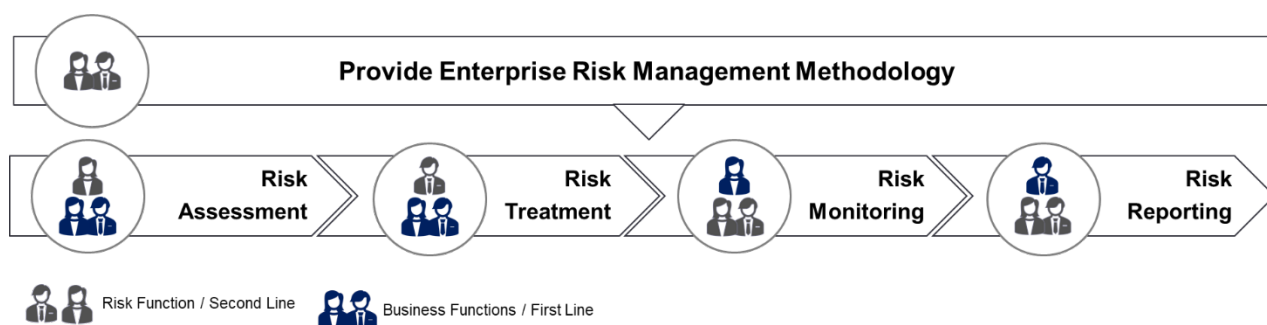 Provide Enterprise Risk Management Methodology
Risk
Assessment
Risk
Treatment
Risk
Monitoring
Risk
Reporting
Risk Function / Second Line
Business Functions / First Line